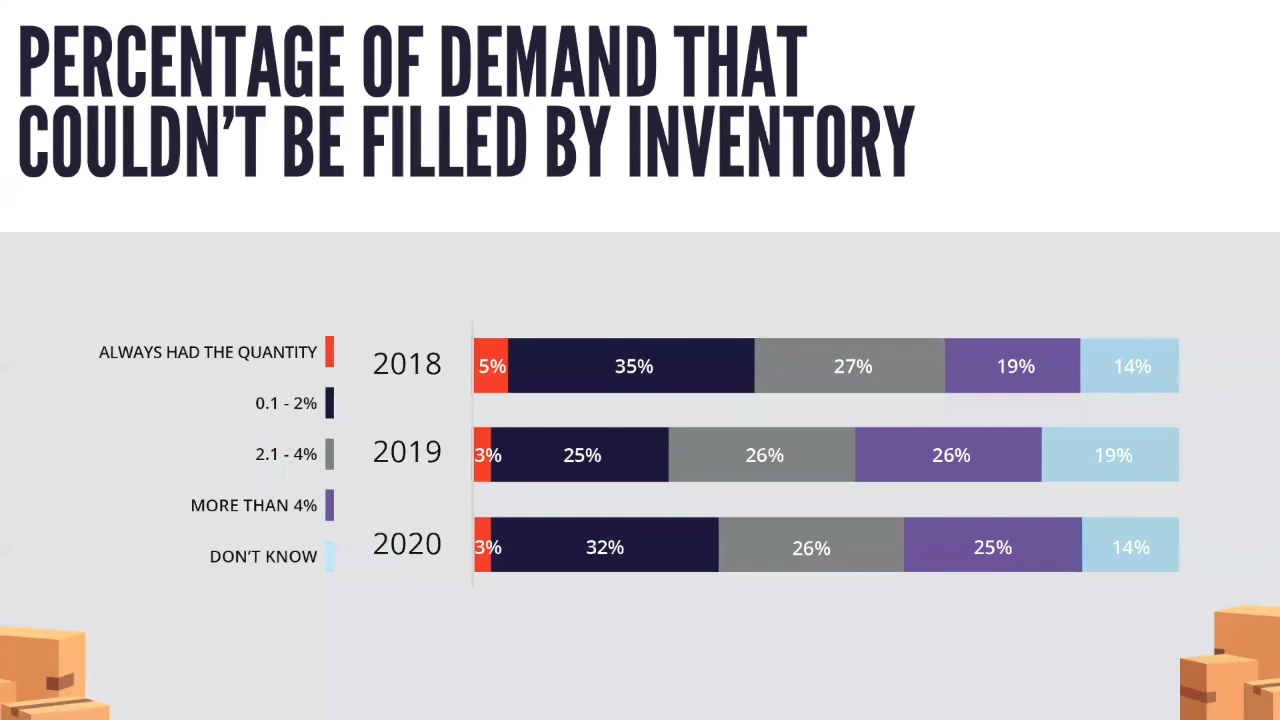 PERCENTAGE OF DEMAND THAT
COULDN'T BE FILLED BY INVENTORY
ALWAYS HAD THE QUANTITY
0.1 - 2%
2.1 - 4%
MORE THAN 4%
DON'T KNOW
2018 5% 35% 27% 19% 14%
2019 3% 25% 26% 26% 19%
2020 3% 32% 26% 25% 14%